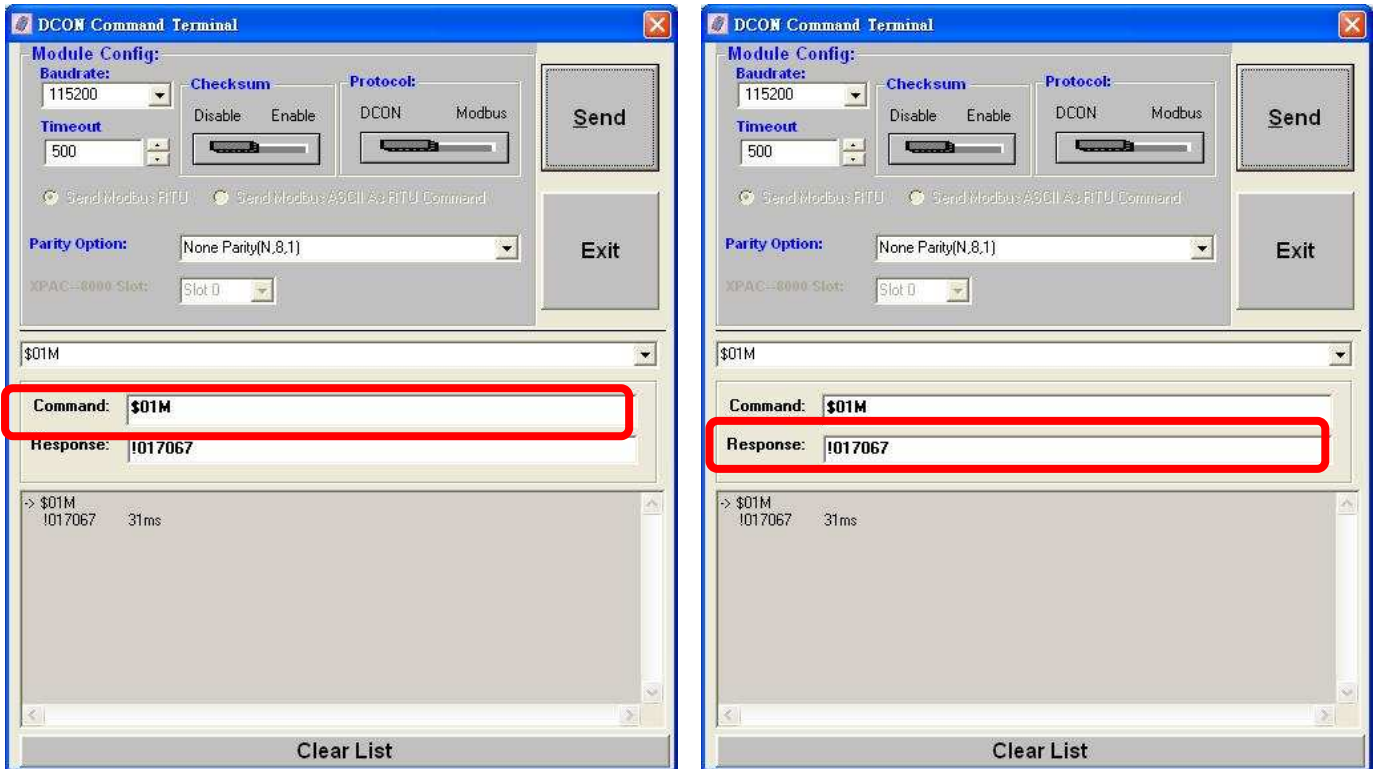 DCON Command Terminal
Module Config:
Baudrate:
115200
Checksum
Disable Enable
Protocol:
DCON Modbus
Send
Timeout
500
Send Modbus RTU Send Modbus ASCII As RTU Command
Parity Option:
None Parity(N,8,1)
Exit
XPAC--8000 Slot:
Slot 0
$01M
Command: $01M
Response: !017067
-> $01M
!017067 31ms
Clear List
DCON Command Terminal
Module Config:
Baudrate:
115200
Checksum
Disable Enable
Protocol:
DCON Modbus
Send
Timeout
500
Send Modbus RTU Send Modbus ASCII As RTU Command
Parity Option:
None Parity(N,8,1)
Exit
XPAC--8000 Slot:
Slot 0
$01M
Command: $01M
Response: !017067
-> $01M
!017067 31ms
Clear List